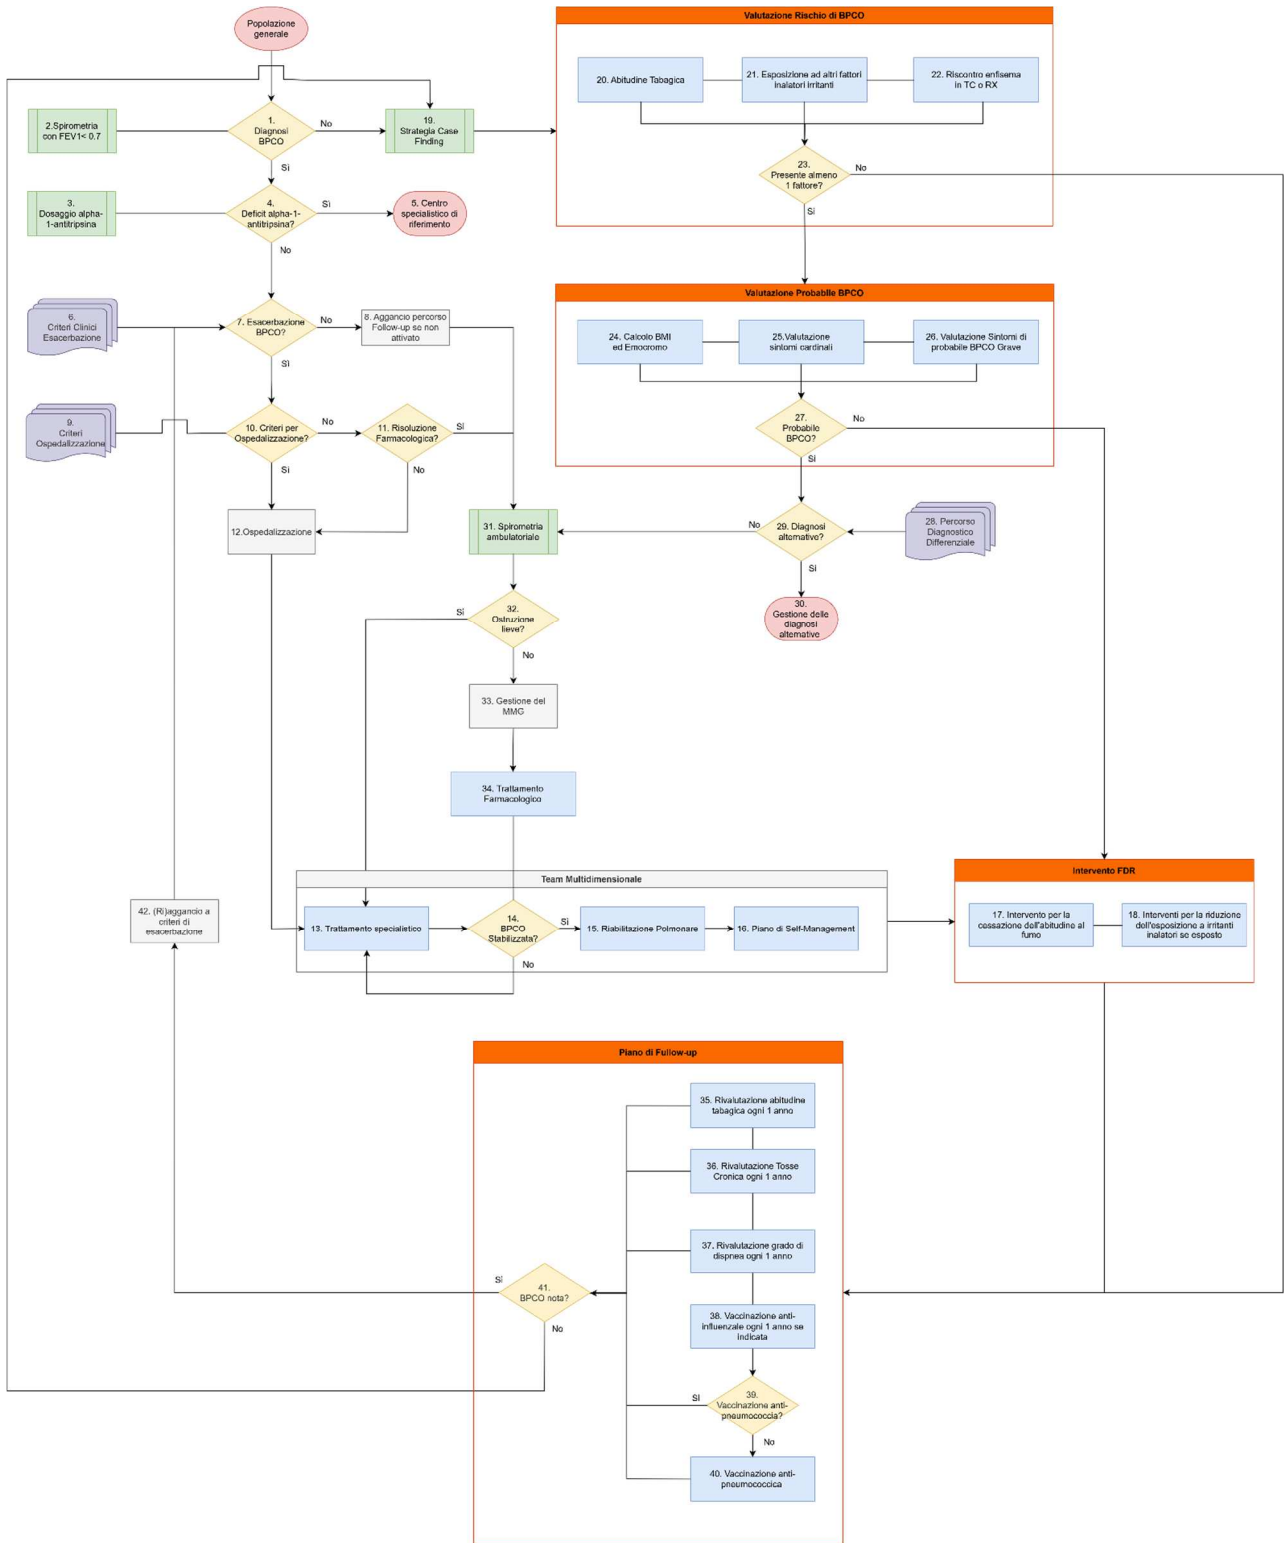 Popolazione
generale
Valutazione Rischio di BPCO
20. Abitudine Tabagica
21. Esposizione ad altri fattori
inalatori irritanti
22. Riscontro enfisema
in TC o RX
2.Spirometria
con FEV1< 0.7
1.
Diagnosi
BPCO
No
19.
Strategia Case
Finding
Sì
23.
Presente almeno
1 fattore?
No
Sì
3.
Dosaggio alpha-
1-antitripsina
4.
Deficit alpha-1-
antitripsina?
Sì
5. Centro
specialistico di
riferimento
No
Valutazione Probabile BPCO
24. Calcolo BMI
ed Emocromo
25.Valutazione
sintomi cardinali
26. Valutazione Sintomi di
probabile BPCO Grave
27.
Probabile
BPCO?
No
Sì
6.
Criteri Clinici
Esacerbazione
7. Esacerbazione
BPCO?
No
8. Aggancio percorso
Follow-up se non
attivato
Sì
9.
Criteri
Ospedalizzazione
10. Criteri per
Ospedalizzazione?
No
11. Risoluzione
Farmacologica?
Sì
Sì
No
12.Ospedalizzazione
31. Spirometria
ambulatoriale
No
29. Diagnosi
alternative?
28. Percorso
Diagnostico
Differenziale
Sì
30.
Gestione delle
diagnosi
alternative
Sì
32.
Ostruzione
lieve?
No
33. Gestione del
MMG
34. Trattamento
Farmacologico
Team Multidimensionale
13. Trattamento specialistico
14.
BPCO
Stabilizzata?
Sì
15. Riabilitazione Polmonare
16. Piano di Self-Management
No
Intervento FDR
17. Intervento per la
cessazione dell'abitudine al
fumo
18. Interventi per la riduzione
dell'esposizione a irritanti
inalatori se esposto
42. (Ri)aggancio a
criteri di
esacerbazione
Piano di Fullow-up
35. Rivalutazione abitudine
tabagica ogni 1 anno
36. Rivalutazione Tosse
Cronica ogni 1 anno
37. Rivalutazione grado di
dispnea ogni 1 anno
38. Vaccinazione anti-
influenzale ogni 1 anno se
indicata
Sì
41.
BPCO nota?
No
Sì
39.
Vaccinazione anti-
pneumococcia?
No
40. Vaccinazione anti-
pneumococcica